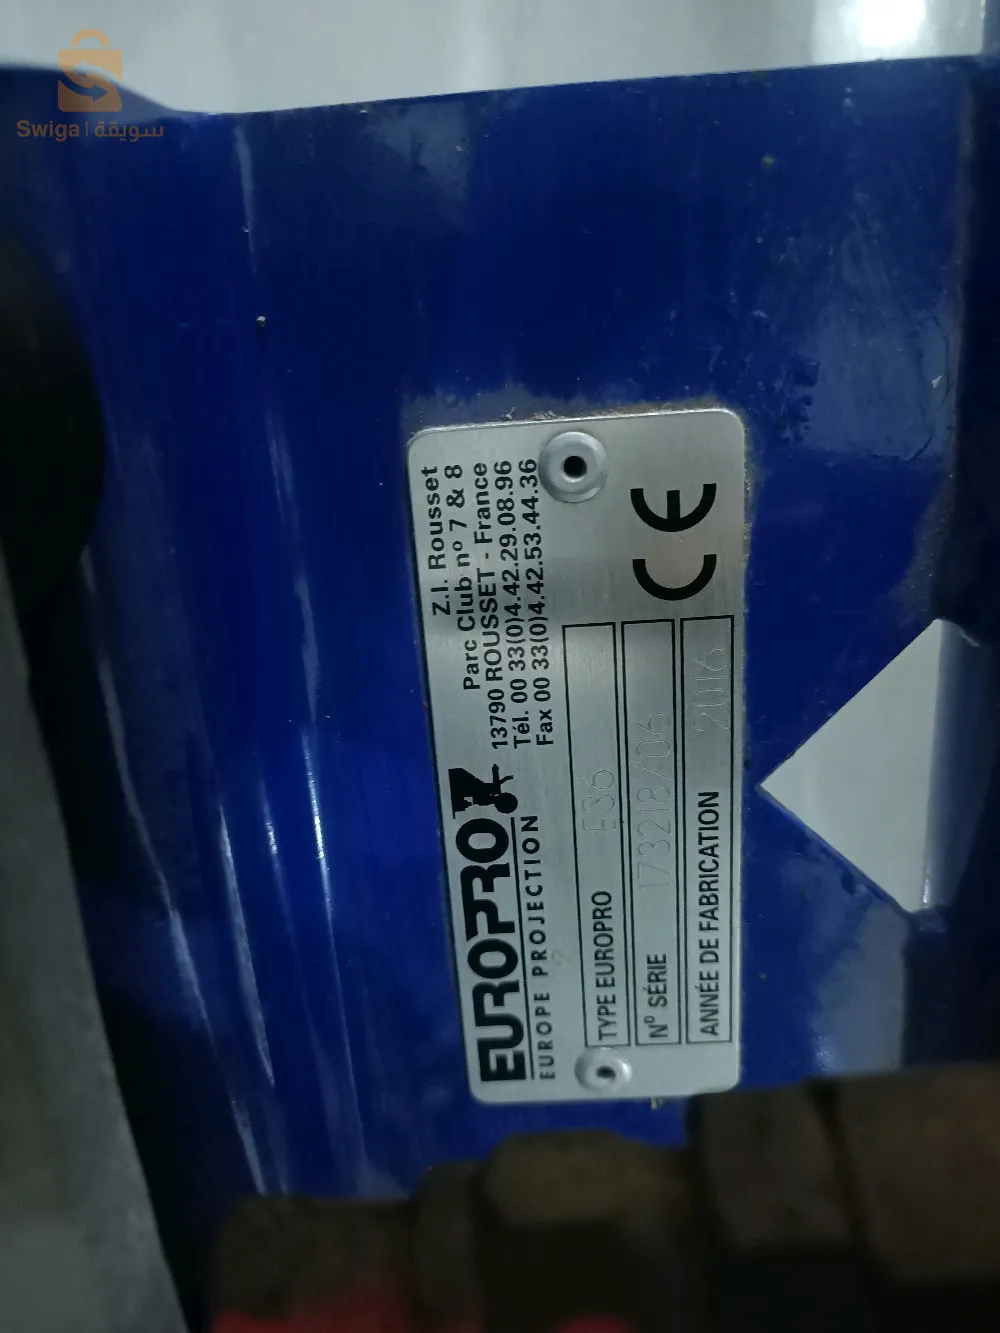 Swiga | سويقة
EUROPRO
EUROPE PROJECTION
Z.I. Rousset
Parc Club nº 7 & 8
13790 ROUSSET - France
Tél. 00 33(0)4.42.29.08.96
Fax 00 33(0)4.42.53.44.36
TYPE EUROPRO E36
Nº SÉRIE 173218/06
ANNÉE DE FABRICATION 2016
CE